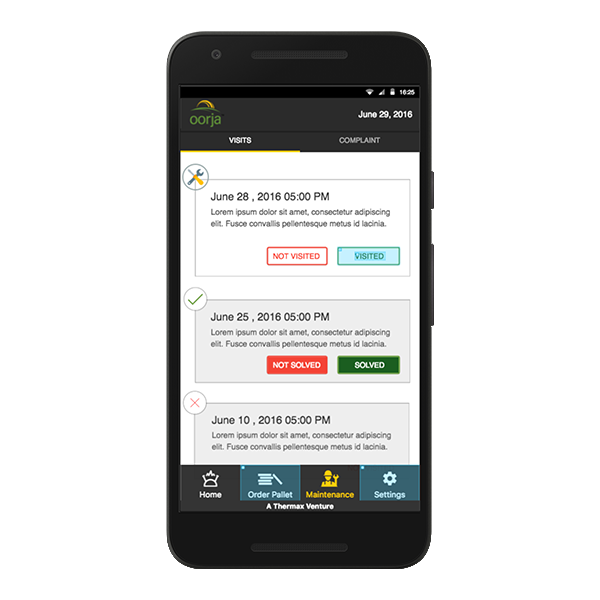 16:25
oorja
June 29, 2016
VISITS
COMPLAINT
June 28 , 2016 05:00 PM
Lorem ipsum dolor sit amet, consectetur adipiscing
elit. Fusce convallis pellentesque metus id lacinia.
NOT VISITED
VISITED
June 25 , 2016 05:00 PM
Lorem ipsum dolor sit amet, consectetur adipiscing
elit. Fusce convallis pellentesque metus id lacinia.
NOT SOLVED
SOLVED
June 10 , 2016 05:00 PM
Lorem ipsum dolor sit amet, consectetur adipiscing
elit. Fusce convallis pellentesque metus id lacinia.
Home
Order Pallet
Maintenance
Settings
A Thermax Venture